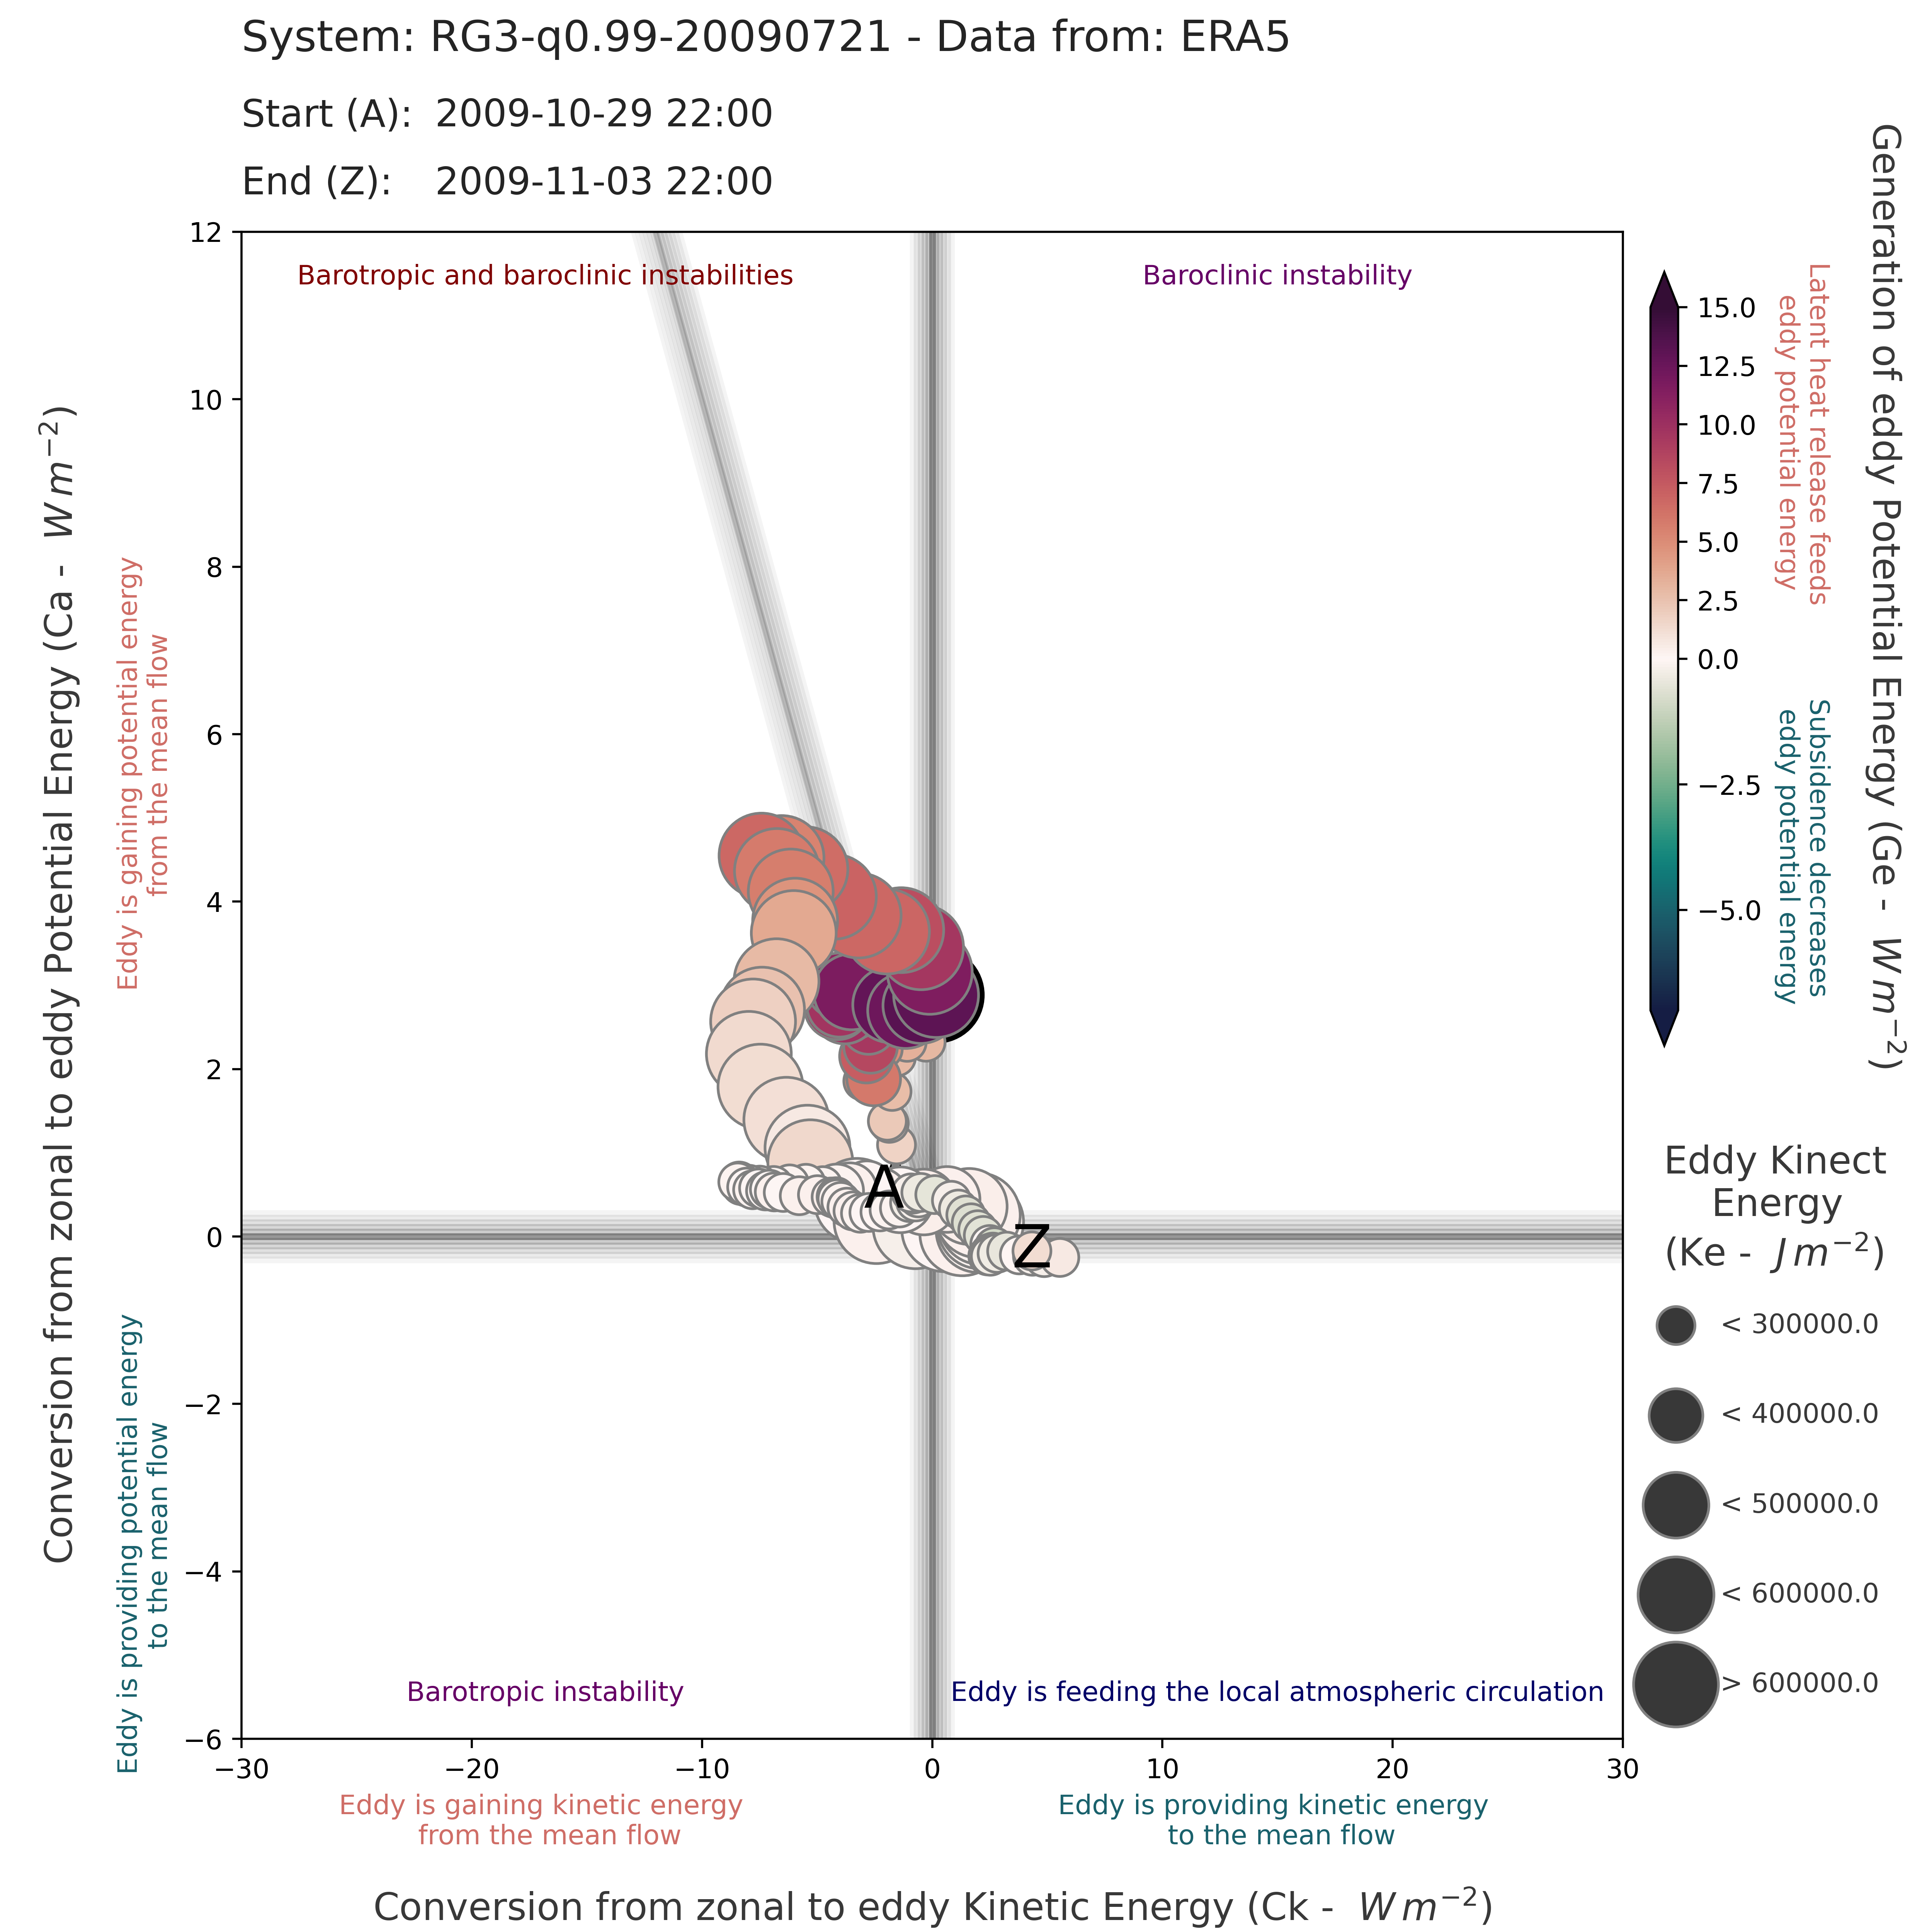 System: RG3-q0.99-20090721 - Data from: ERA5
Start (A): 2009-10-29 22:00
End (Z): 2009-11-03 22:00
Conversion from zonal to eddy Potential Energy (Ca - W m⁻²)
Eddy is gaining potential energy
from the mean flow
Eddy is providing potential energy
to the mean flow
12
10
8
6
4
2
0
−2
−4
−6
Barotropic and baroclinic instabilities
Baroclinic instability
A
Z
Barotropic instability
Eddy is feeding the local atmospheric circulation
−30
−20
−10
0
10
20
30
Eddy is gaining kinetic energy
from the mean flow
Eddy is providing kinetic energy
to the mean flow
Conversion from zonal to eddy Kinetic Energy (Ck - W m⁻²)
15.0
12.5
10.0
7.5
5.0
2.5
0.0
−2.5
−5.0
Latent heat release feeds
eddy potential energy
Subsidence decreases
eddy potential energy
Generation of eddy Potential Energy (Ge - W m⁻²)
Eddy Kinect
Energy
(Ke - J m⁻²)
< 300000.0
< 400000.0
< 500000.0
< 600000.0
> 600000.0